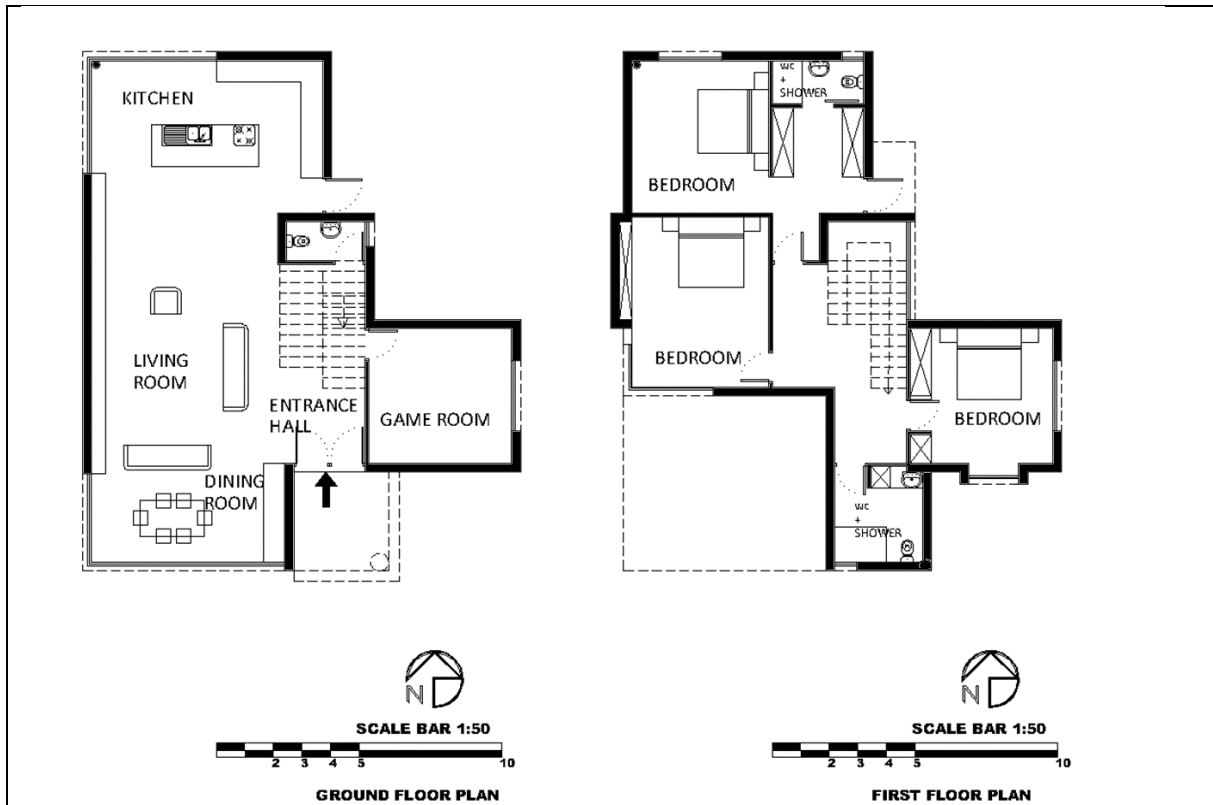 KITCHEN
LIVING
ROOM
ENTRANCE
HALL
GAME ROOM
DINING
ROOM
N
SCALE BAR 1:50
2 3 4 5 10
GROUND FLOOR PLAN
WC
+
SHOWER
BEDROOM
BEDROOM
BEDROOM
WC
+
SHOWER
N
SCALE BAR 1:50
2 3 4 5 10
FIRST FLOOR PLAN